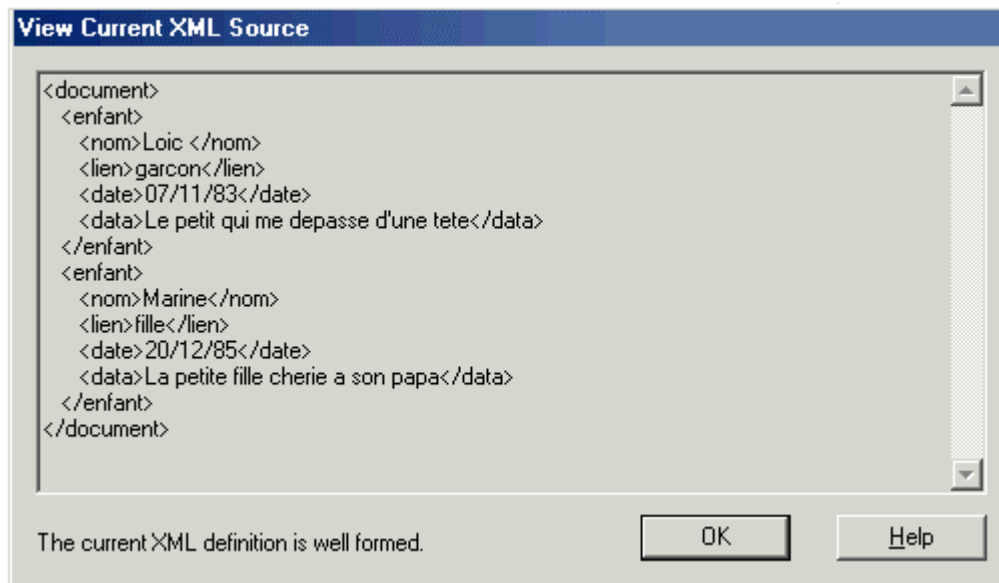 View Current XML Source
<document>
<enfant>
<nom>Loic </nom>
<lien>garcon</lien>
<date>07/11/83</date>
<data>Le petit qui me depasse d'une tete</data>
</enfant>
<enfant>
<nom>Marine</nom>
<lien>fille</lien>
<date>20/12/85</date>
<data>La petite fille cherie a son papa</data>
</enfant>
</document>
The current XML definition is well formed.
OK
Help